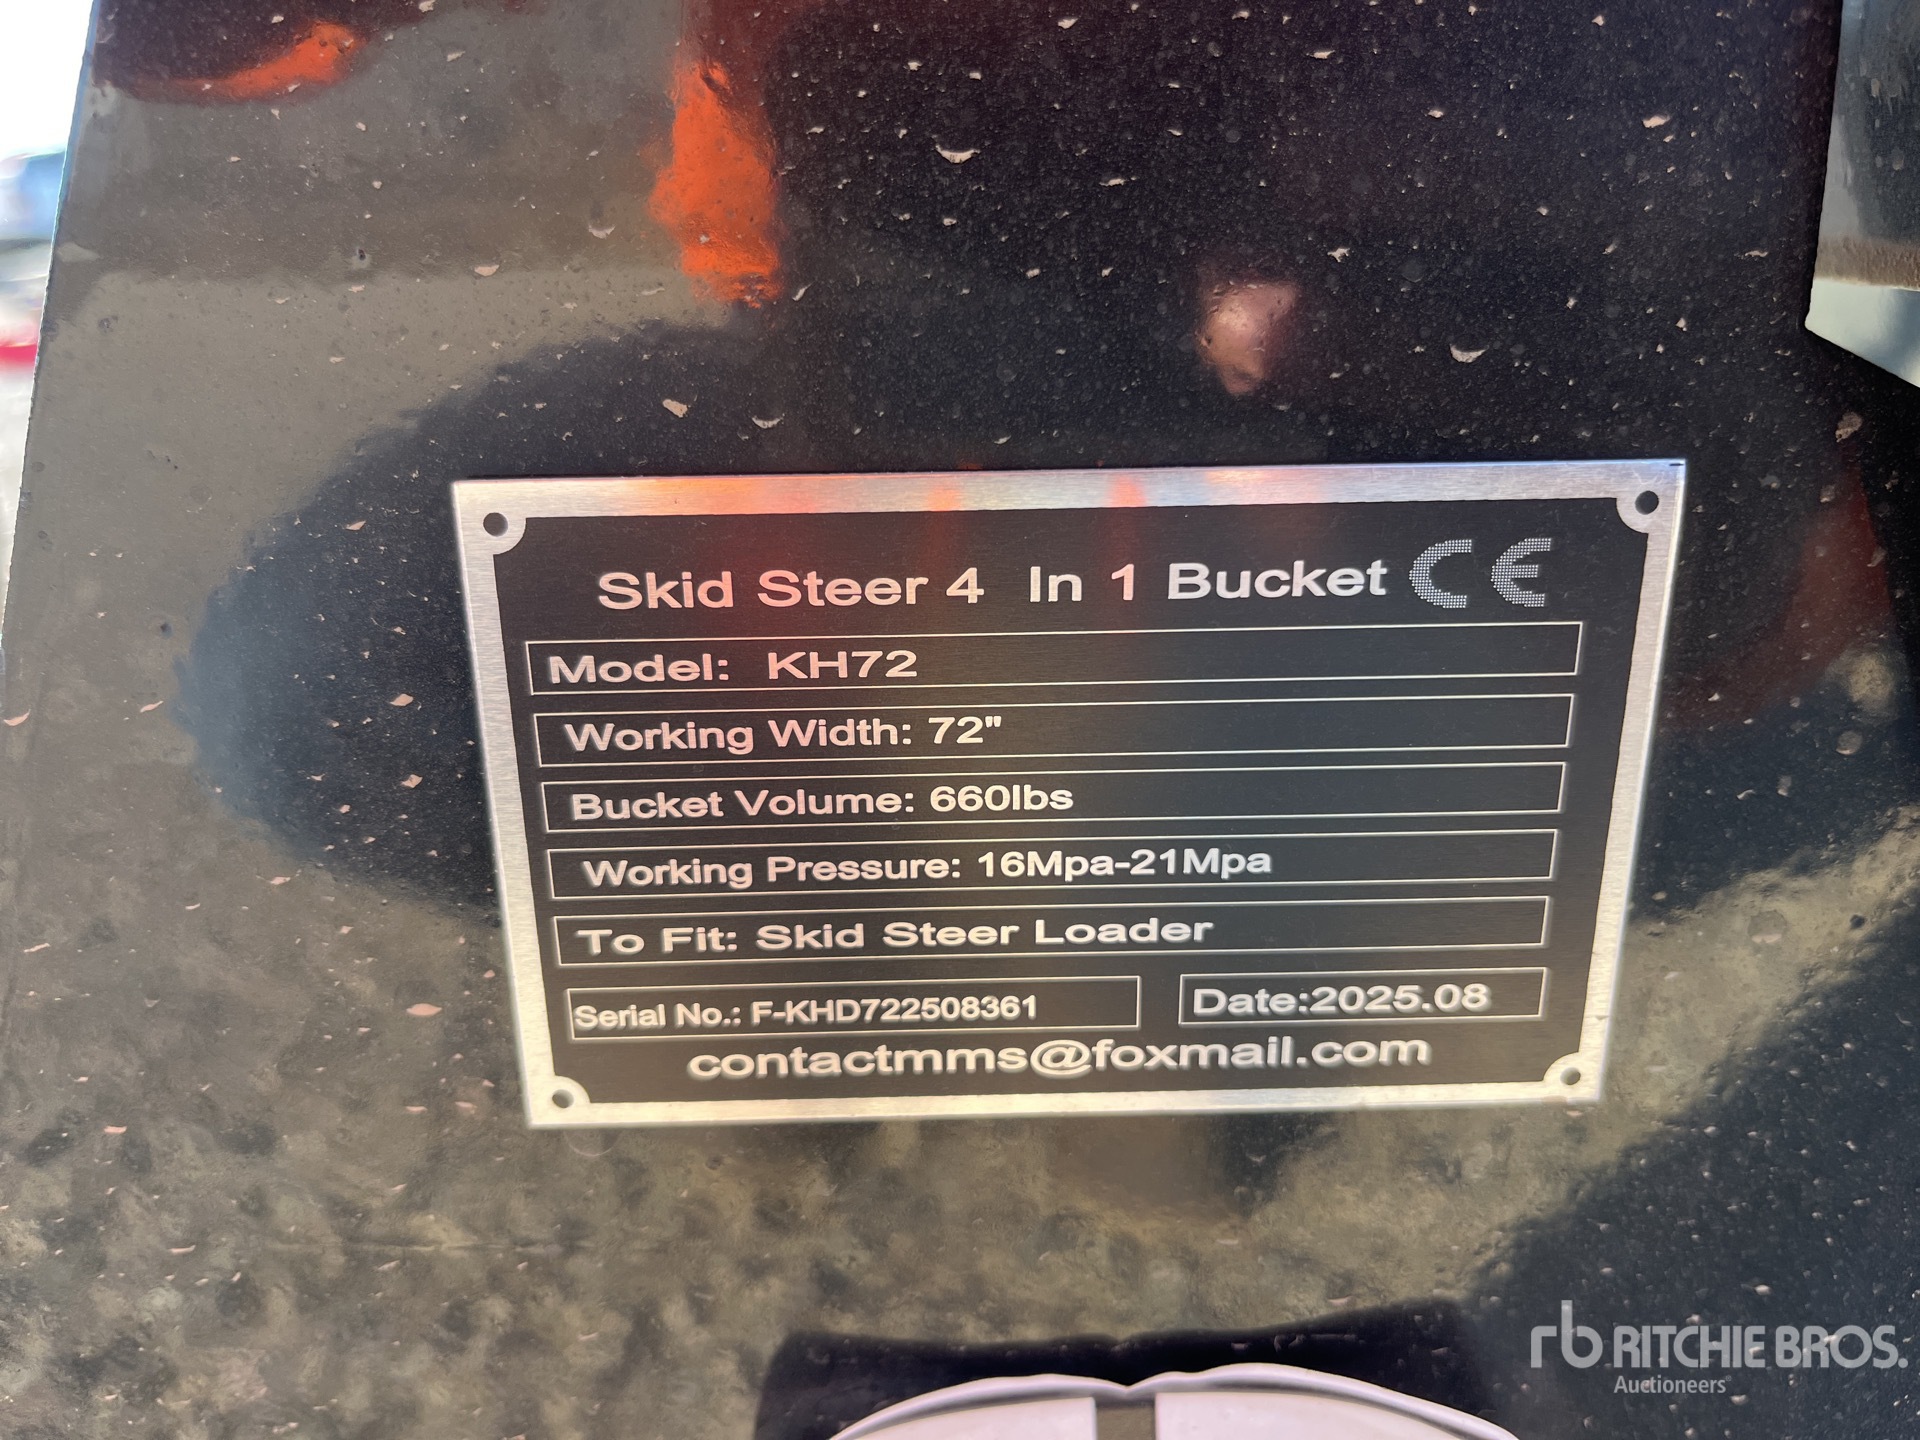 Skid Steer 4 In 1 Bucket CE
Model: KH72
Working Width: 72"
Bucket Volume: 660lbs
Working Pressure: 16Mpa-21Mpa
To Fit: Skid Steer Loader
Serial No.: F-KHD722508361
Date:2025.08
contactmms@foxmail.com
rb RITCHIE BROS.
Auctioneers